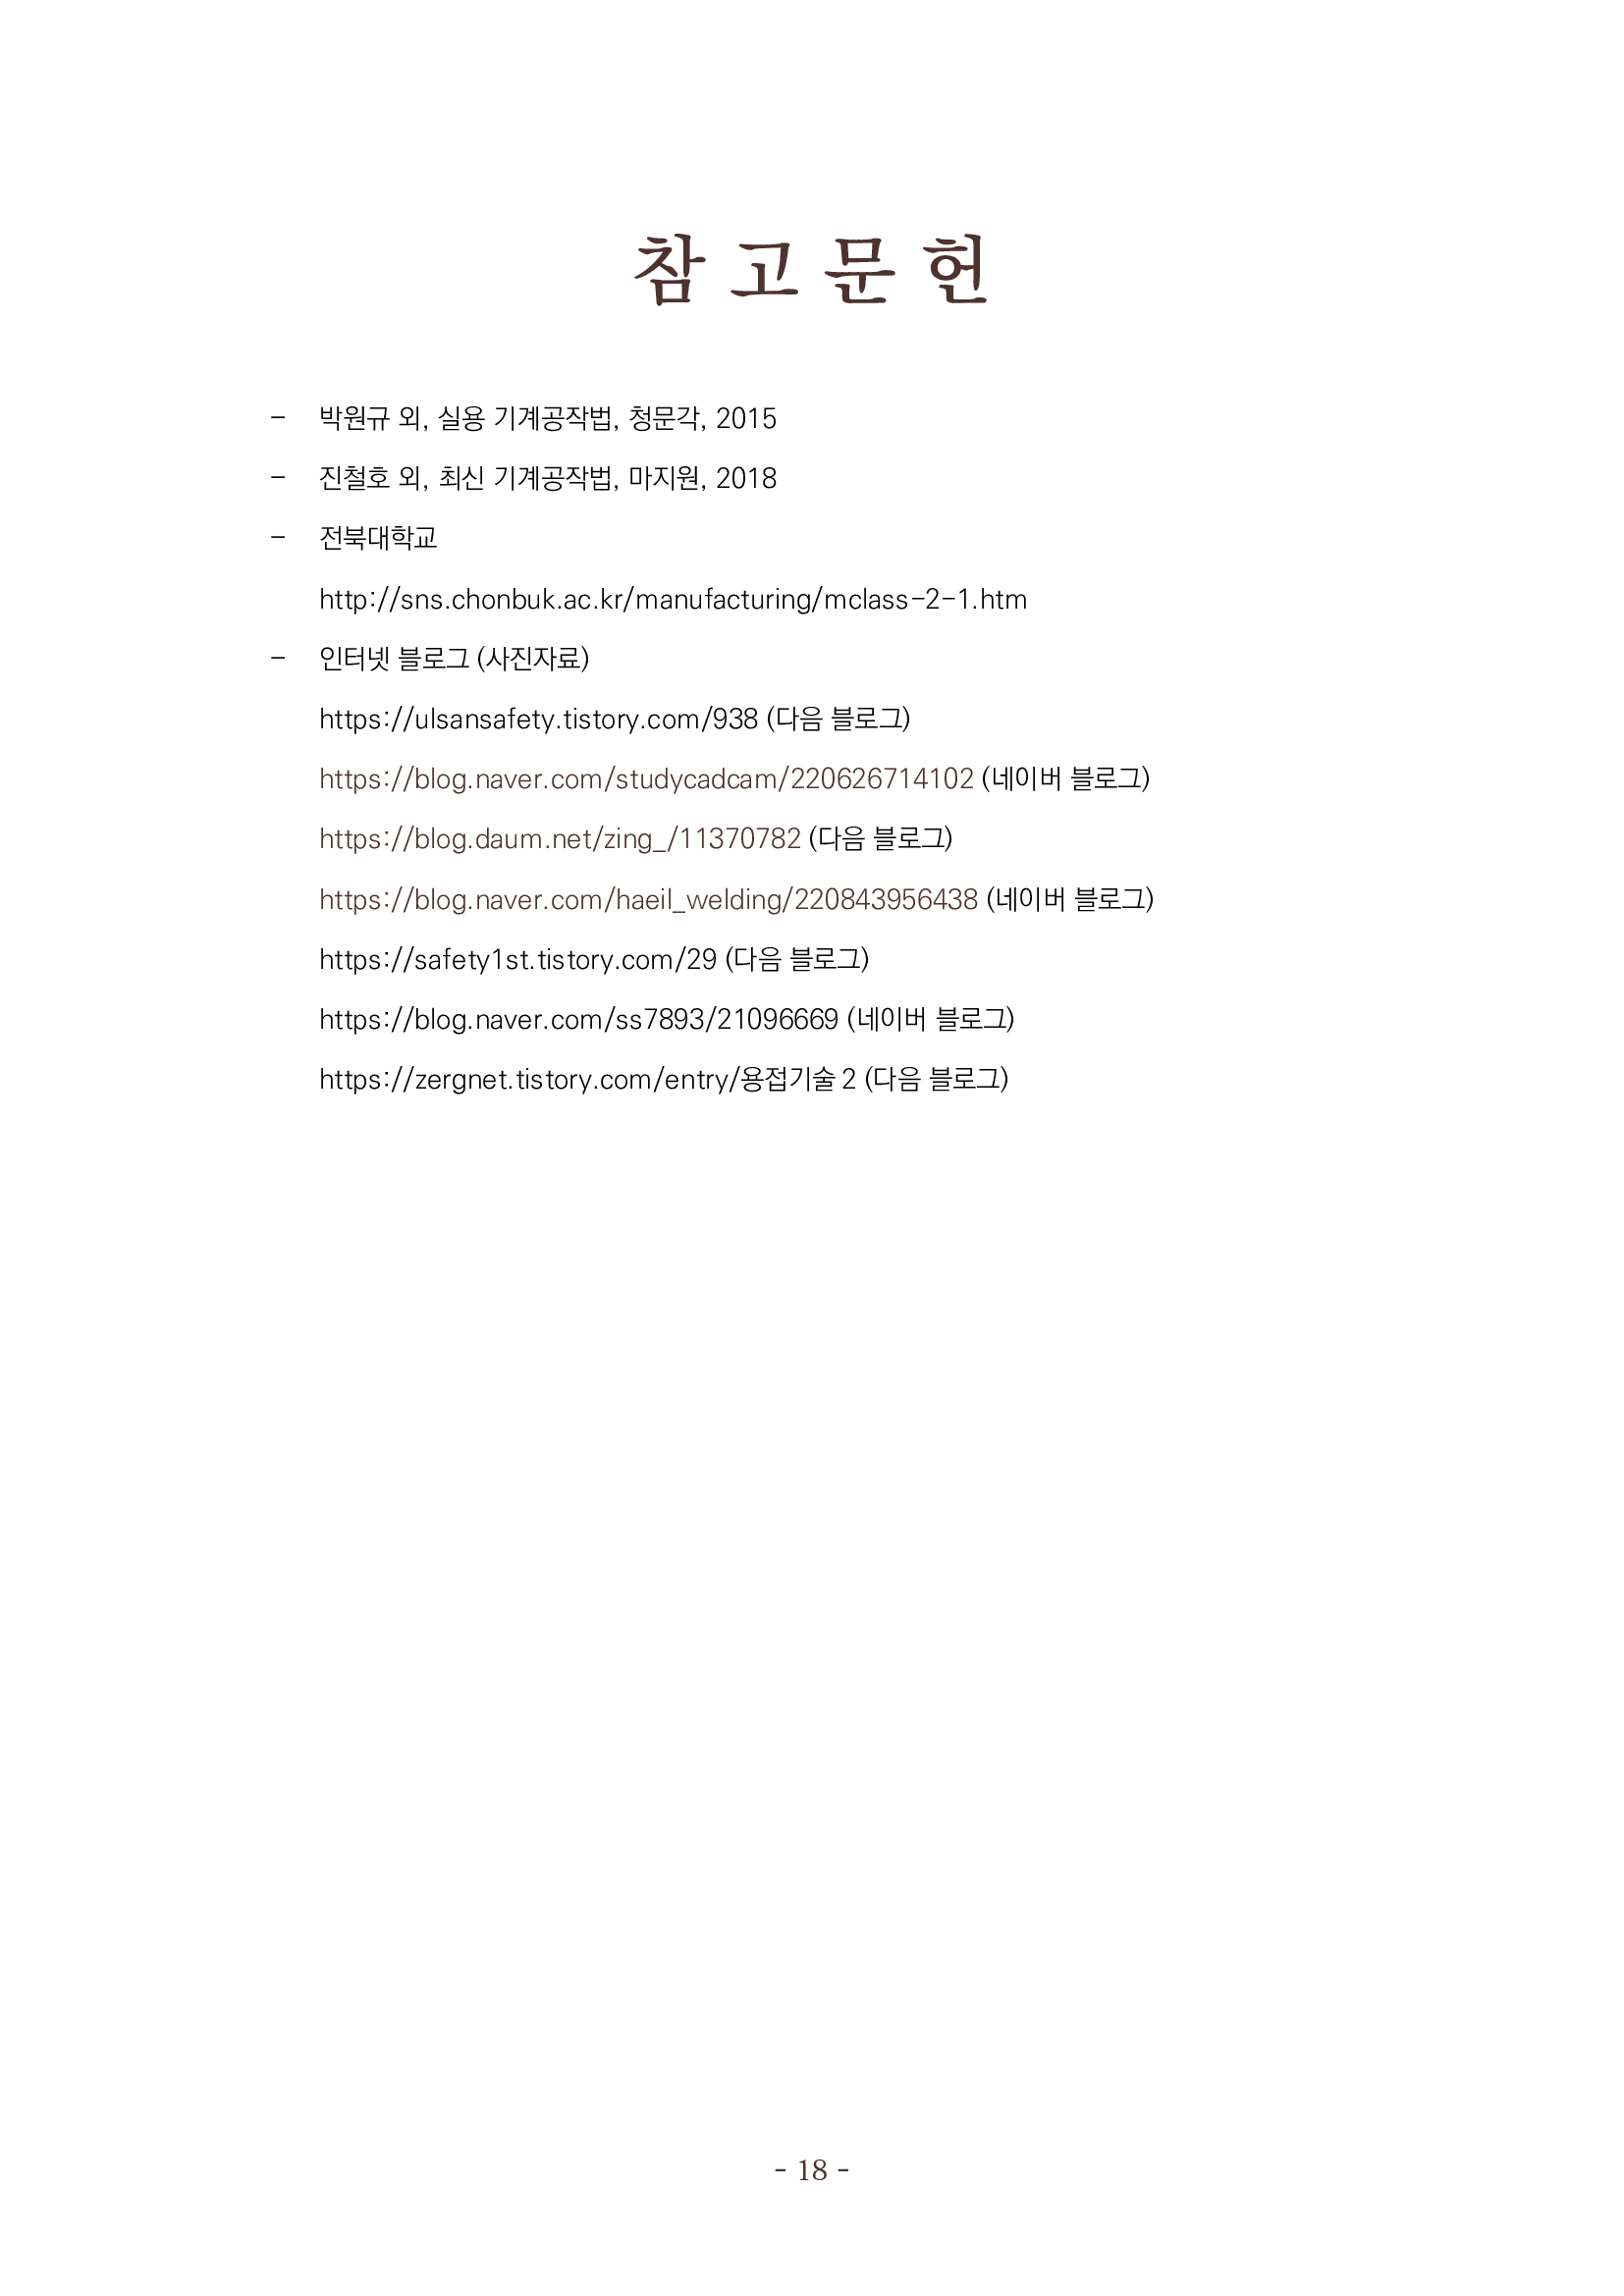 참 고 문 헌
- 박원규 외, 실용 기계공작법, 청문각, 2015
- 진철호 외, 최신 기계공작법, 마지원, 2018
- 전북대학교
http://sns.chonbuk.ac.kr/manufacturing/mclass-2-1.htm
- 인터넷 블로그 (사진자료)
https://ulsansafety.tistory.com/938 (다음 블로그)
https://blog.naver.com/studycadcam/220626714102 (네이버 블로그)
https://blog.daum.net/zing_/11370782 (다음 블로그)
https://blog.naver.com/haeil_welding/220843956438 (네이버 블로그)
https://safety1st.tistory.com/29 (다음 블로그)
https://blog.naver.com/ss7893/21096669 (네이버 블로그)
https://zergnet.tistory.com/entry/용접기술 2 (다음 블로그)
- 18 -